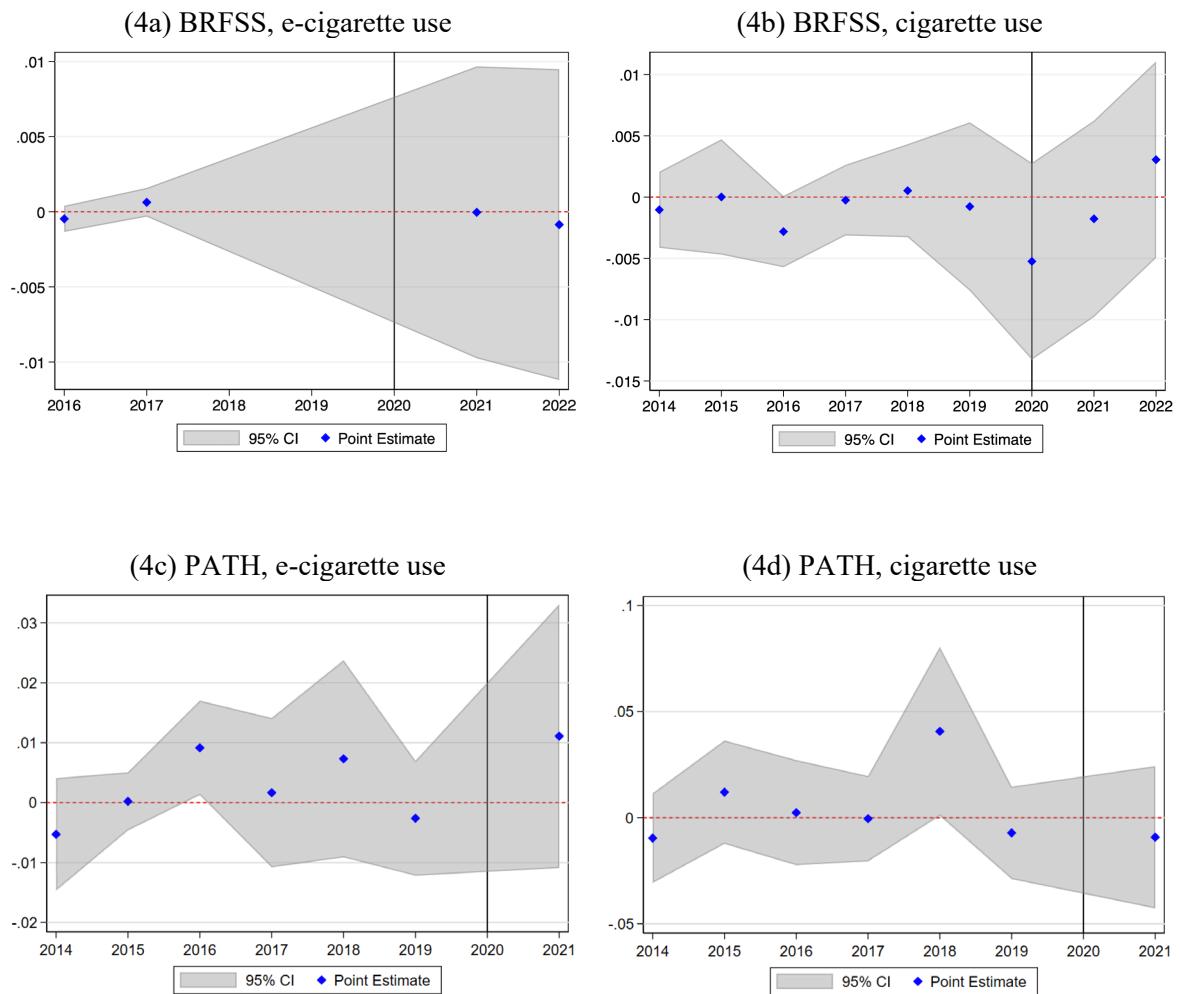 (4a) BRFSS, e-cigarette use
.01
.005
0
-.005
-.01
2016 2017 2018 2019 2020 2021 2022
95% CI Point Estimate
(4b) BRFSS, cigarette use
.01
.005
0
-.005
-.01
-.015
2014 2015 2016 2017 2018 2019 2020 2021 2022
95% CI Point Estimate
(4c) PATH, e-cigarette use
.03
.02
.01
0
-.01
-.02
2014 2015 2016 2017 2018 2019 2020 2021
95% CI Point Estimate
(4d) PATH, cigarette use
.1
.05
0
-.05
2014 2015 2016 2017 2018 2019 2020 2021
95% CI Point Estimate